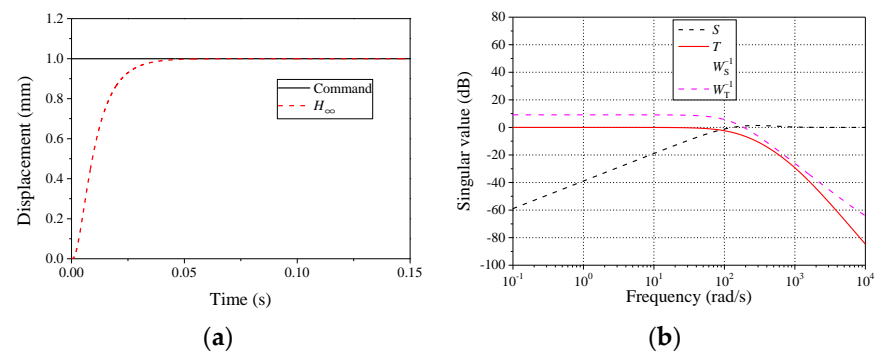 Displacement (mm)
1.0
0.8
0.6
0.4
0.2
0.0
Command
H∞
0.00
0.05
0.10
0.15
Time (s)
(a)
Singular value (dB)
80
60
40
20
0
-20
-40
-60
-80
-100
S
T
W_S^-1
W_T^-1
10^-1
10^0
10^1
10^2
10^3
10^4
Frequency (rad/s)
(b)